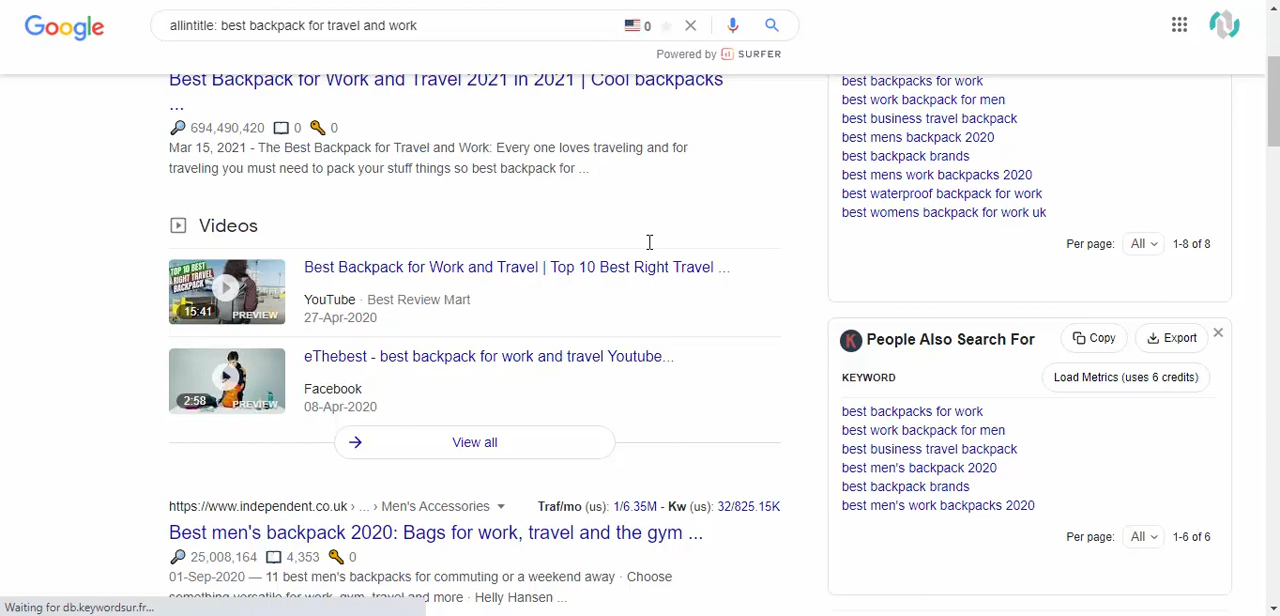 Google
allintitle: best backpack for travel and work
0
Powered by SURFER
Best Backpack for Work and Travel 2021 in 2021 | Cool backpacks
...
694,490,420 0 0
Mar 15, 2021 - The Best Backpack for Travel and Work: Every one loves traveling and for
traveling you must need to pack your stuff things so best backpack for ...
Videos
TOP 10 BEST
RIGHT TRAVEL
BACKPACK
15:41
PREVIEW
Best Backpack for Work and Travel | Top 10 Best Right Travel ...
YouTube · Best Review Mart
27-Apr-2020
2:58
PREVIEW
eThebest - best backpack for work and travel Youtube...
Facebook
08-Apr-2020
View all
https://www.independent.co.uk › ... › Men's Accessories
Traf/mo (us): 1/6.35M - Kw (us): 32/825.15K
Best men's backpack 2020: Bags for work, travel and the gym ...
25,008,164 4,353 0
01-Sep-2020 — 11 best men's backpacks for commuting or a weekend away · Choose
something versatile for work, gym, travel and more · Helly Hansen ...
best backpacks for work
best work backpack for men
best business travel backpack
best mens backpack 2020
best backpack brands
best mens work backpacks 2020
best waterproof backpack for work
best womens backpack for work uk
Per page: All 1-8 of 8
K People Also Search For
Copy
Export
KEYWORD
Load Metrics (uses 6 credits)
best backpacks for work
best work backpack for men
best business travel backpack
best men's backpack 2020
best backpack brands
best men's work backpacks 2020
Per page: All 1-6 of 6
Waiting for db.keywordsur.fr...